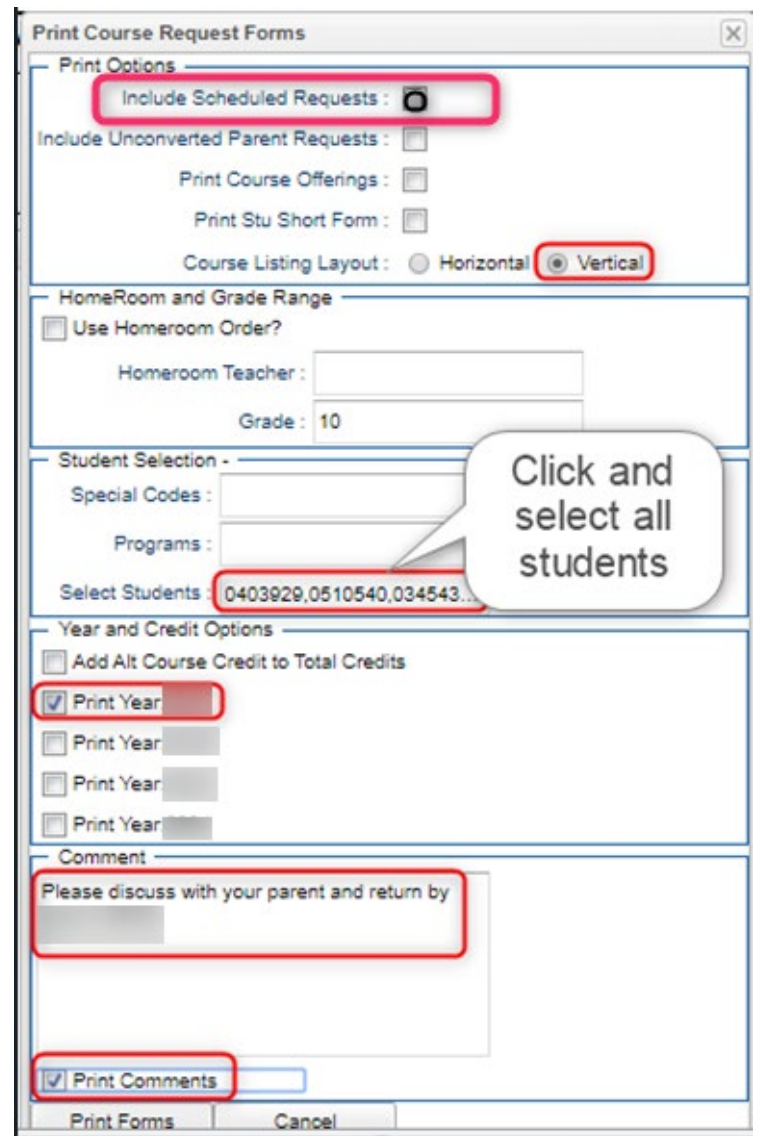 Print Course Request Forms
Print Options
Include Scheduled Requests :
Include Unconverted Parent Requests :
Print Course Offerings :
Print Stu Short Form :
Course Listing Layout : Horizontal Vertical
HomeRoom and Grade Range
Use Homeroom Order?
Homeroom Teacher :
Grade : 10
Student Selection -
Special Codes :
Programs :
Select Students : 0403929,0510540,034543...
Click and
select all
students
Year and Credit Options
Add Alt Course Credit to Total Credits
Print Year
Print Year
Print Year
Print Year
Comment
Please discuss with your parent and return by
Print Comments
Print Forms Cancel